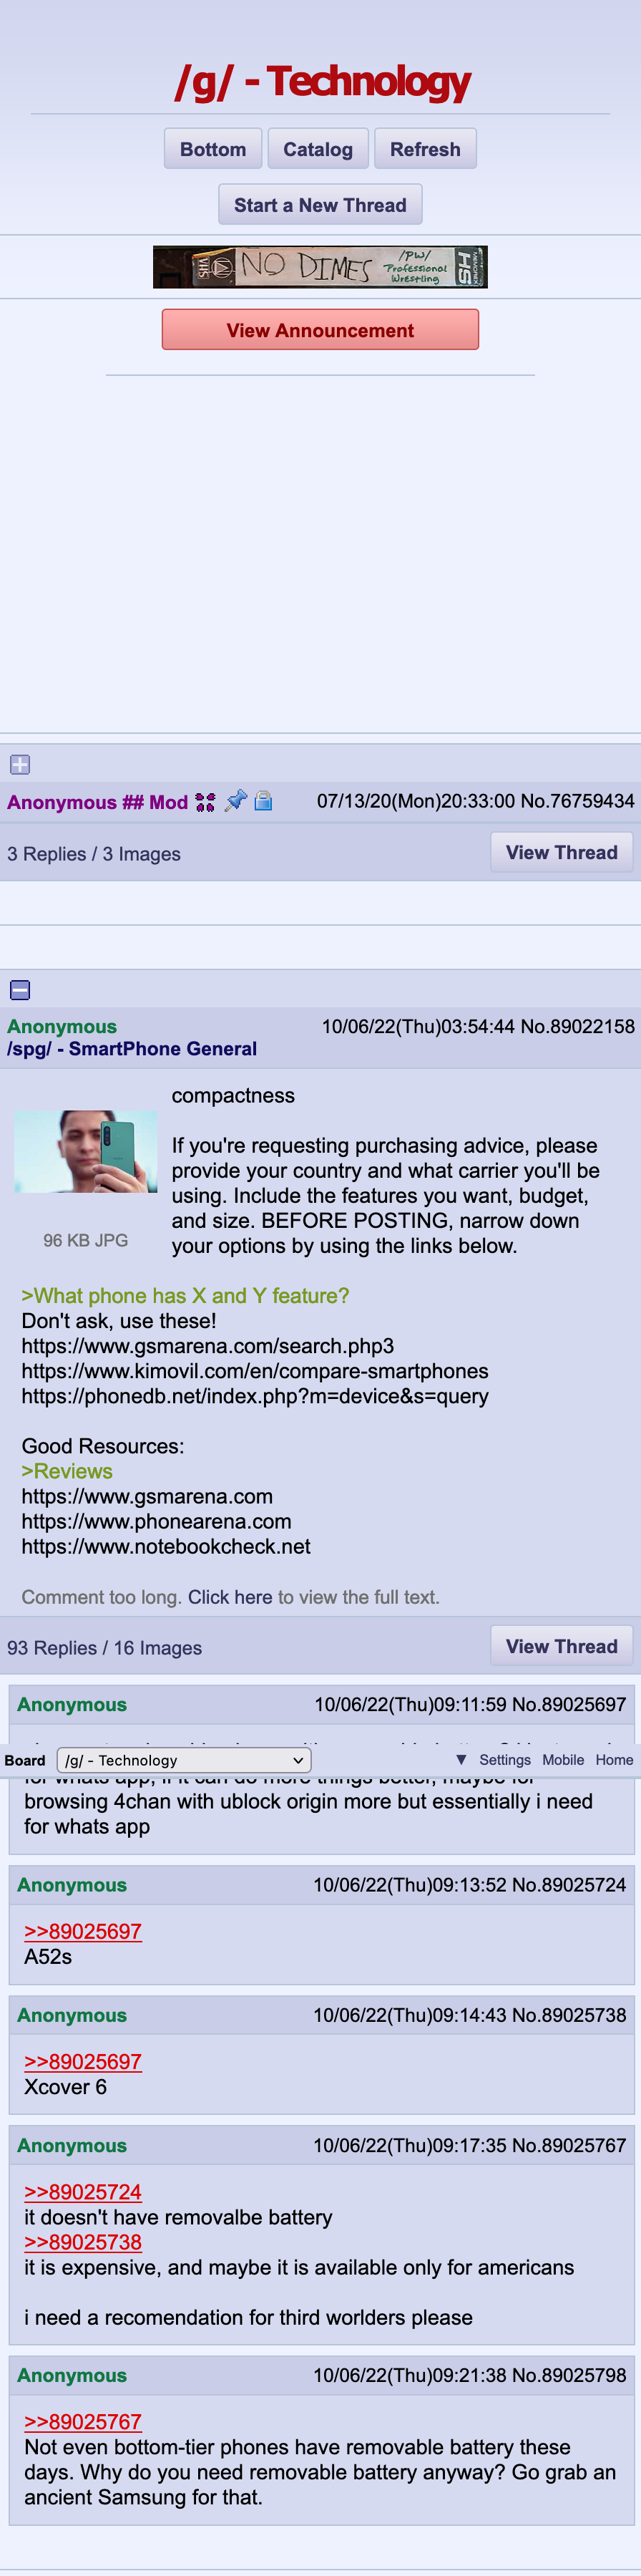 /g/ - Technology
Bottom
Catalog
Refresh
Start a New Thread
VHS
NO DIMES
/PW/
Professional
Wrestling
View Announcement
Anonymous ## Mod
07/13/20(Mon)20:33:00 No.76759434
3 Replies / 3 Images
View Thread
Anonymous
10/06/22(Thu)03:54:44 No.89022158
/spg/ - SmartPhone General
96 KB JPG
compactness
If you're requesting purchasing advice, please
provide your country and what carrier you'll be
using. Include the features you want, budget,
and size. BEFORE POSTING, narrow down
your options by using the links below.
>What phone has X and Y feature?
Don't ask, use these!
https://www.gsmarena.com/search.php3
https://www.kimovil.com/en/compare-smartphones
https://phonedb.net/index.php?m=device&s=query
Good Resources:
>Reviews
https://www.gsmarena.com
https://www.phonearena.com
https://www.notebookcheck.net
Comment too long. Click here to view the full text.
93 Replies / 16 Images
View Thread
Anonymous
10/06/22(Thu)09:11:59 No.89025697
Board
/g/ - Technology
▼ Settings Mobile Home
for whats app, if it can do more things better, maybe for
browsing 4chan with ublock origin more but essentially i need
for whats app
Anonymous
10/06/22(Thu)09:13:52 No.89025724
>>89025697
A52s
Anonymous
10/06/22(Thu)09:14:43 No.89025738
>>89025697
Xcover 6
Anonymous
10/06/22(Thu)09:17:35 No.89025767
>>89025724
it doesn't have removalbe battery
>>89025738
it is expensive, and maybe it is available only for americans
i need a recomendation for third worlders please
Anonymous
10/06/22(Thu)09:21:38 No.89025798
>>89025767
Not even bottom-tier phones have removable battery these
days. Why do you need removable battery anyway? Go grab an
ancient Samsung for that.